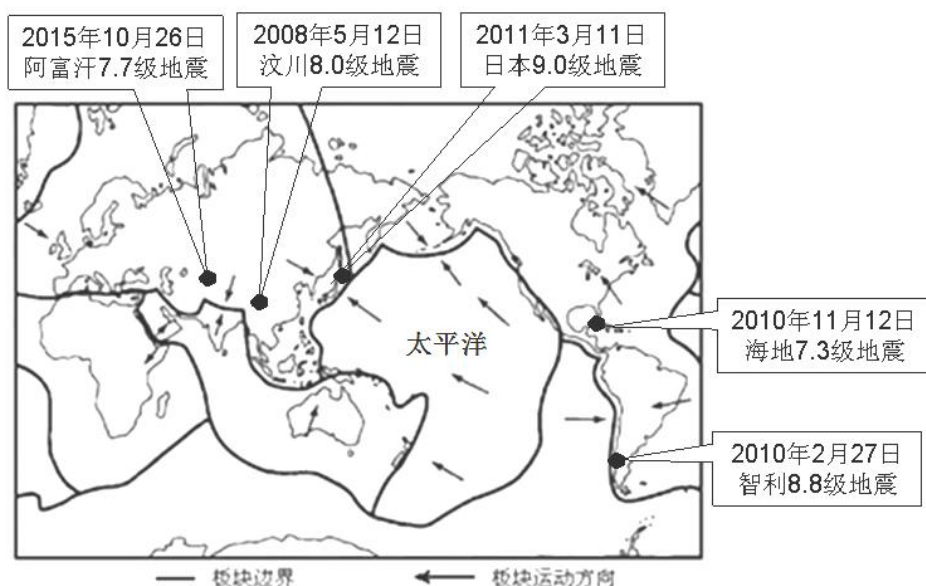 2015年10月26日
阿富汗7.7级地震
2008年5月12日
汶川8.0级地震
2011年3月11日
日本9.0级地震
太平洋
2010年11月12日
海地7.3级地震
2010年2月27日
智利8.8级地震
板块边界
板块运动方向